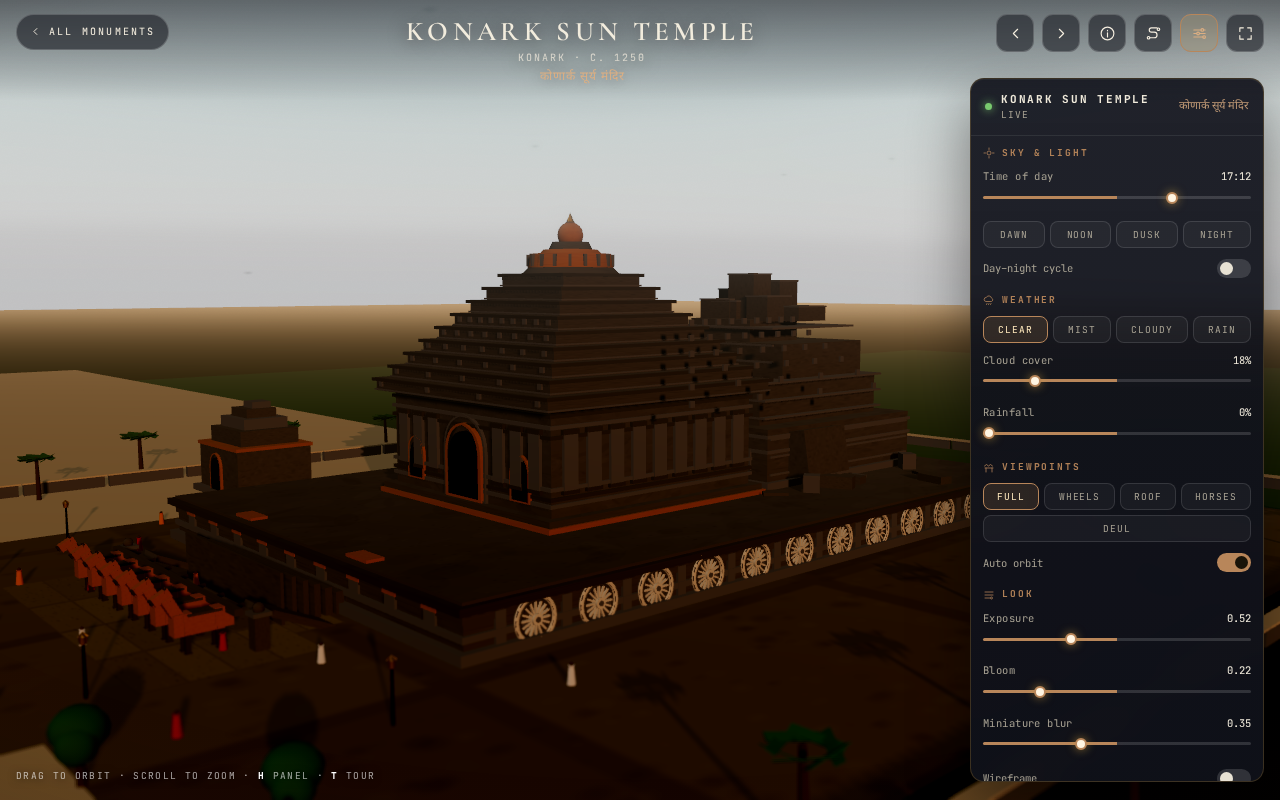 ALL MONUMENTS
KONARK SUN TEMPLE
KONARK · C. 1250
कोणार्क सूर्य मंदिर
KONARK SUN TEMPLE
LIVE
कोणार्क सूर्य मंदिर
SKY & LIGHT
Time of day 17:12
DAWN NOON DUSK NIGHT
Day-night cycle
WEATHER
CLEAR MIST CLOUDY RAIN
Cloud cover 18%
Rainfall 0%
VIEWPOINTS
FULL WHEELS ROOF HORSES
DEUL
Auto orbit
LOOK
Exposure 0.52
Bloom 0.22
Miniature blur 0.35
Wireframe
DRAG TO ORBIT · SCROLL TO ZOOM · H PANEL · T TOUR